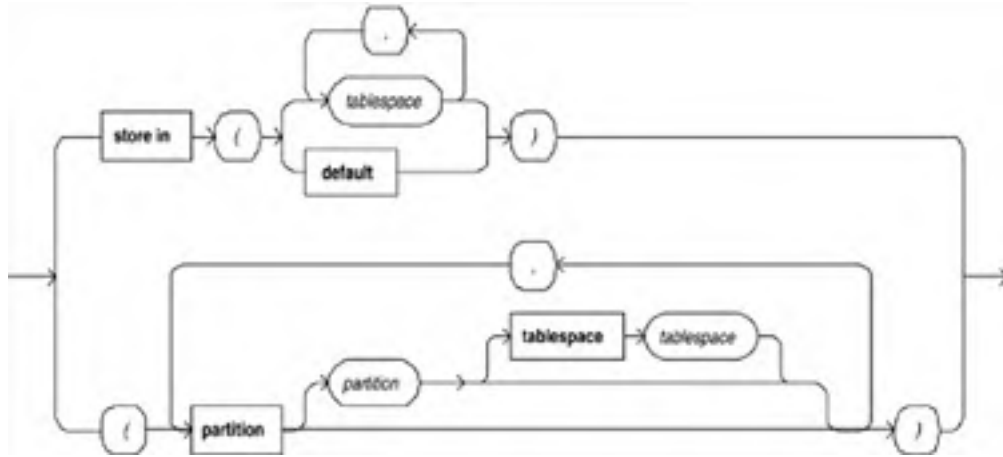 ,
tablespace
store in ( )
default
,
tablespace tablespace
partition
( partition )